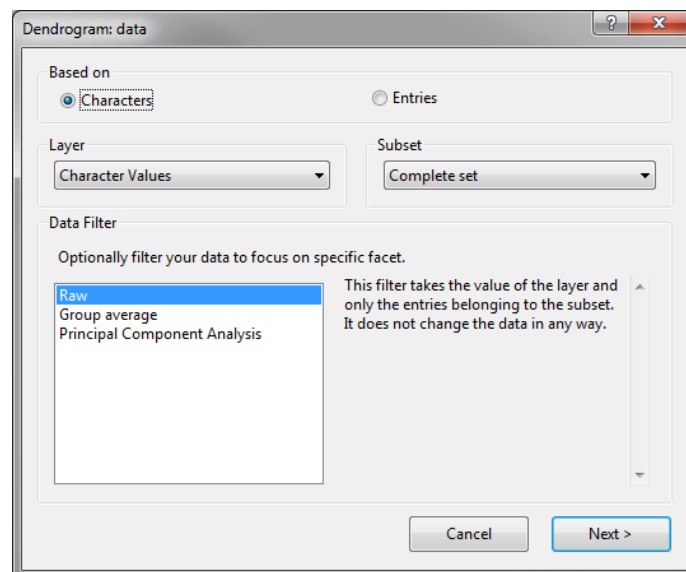 Dendrogram: data
?
Based on
Characters
Entries
Layer
Subset
Character Values
Complete set
Data Filter
Optionally filter your data to focus on specific facet.
Raw
Group average
Principal Component Analysis
This filter takes the value of the layer and
only the entries belonging to the subset.
It does not change the data in any way.
Cancel
Next >